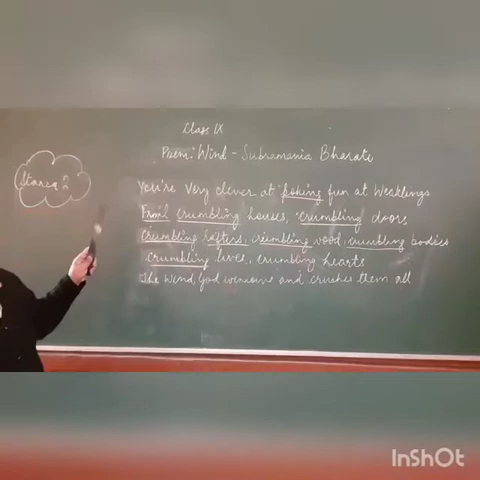 Class IX
Poem: Wind - Subramania Bharati
Stanza 2
You're very clever at poking fun at Weeklings
Frail crumbling houses, crumbling doors
Crumbling rafters, crumbling wood, crumbling bodies
crumbling lives, crumbling hearts
The Wind God winnows and crushes them all
InShOt